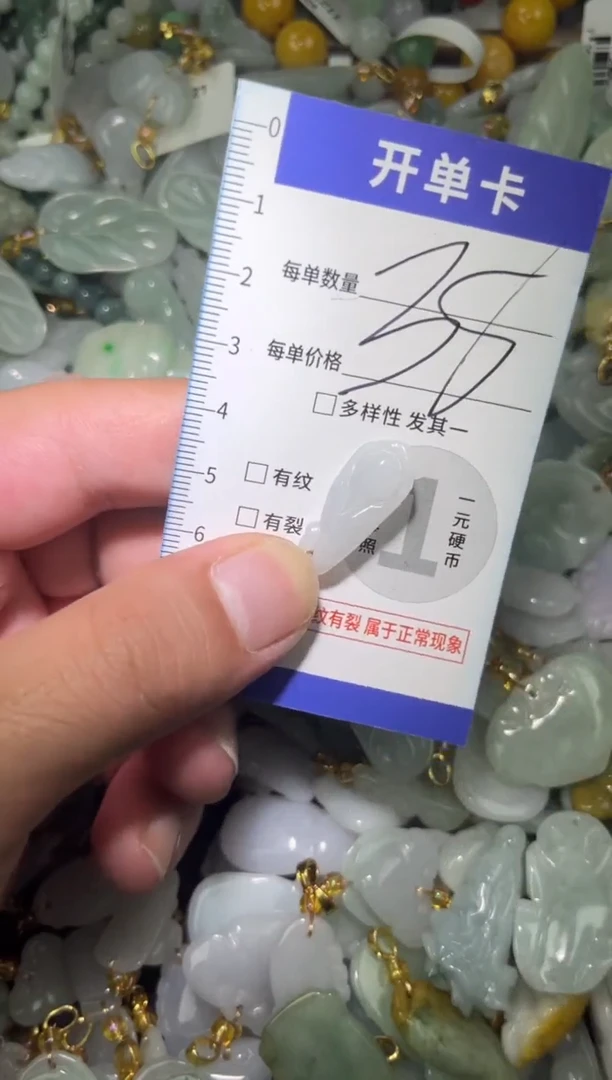 开单卡
0
1
每单数量
2
35
3
每单价格
4
□多样性 发其一
5
□有纹
□有裂
6
照
1
一元硬币
纹有裂 属于正常现象